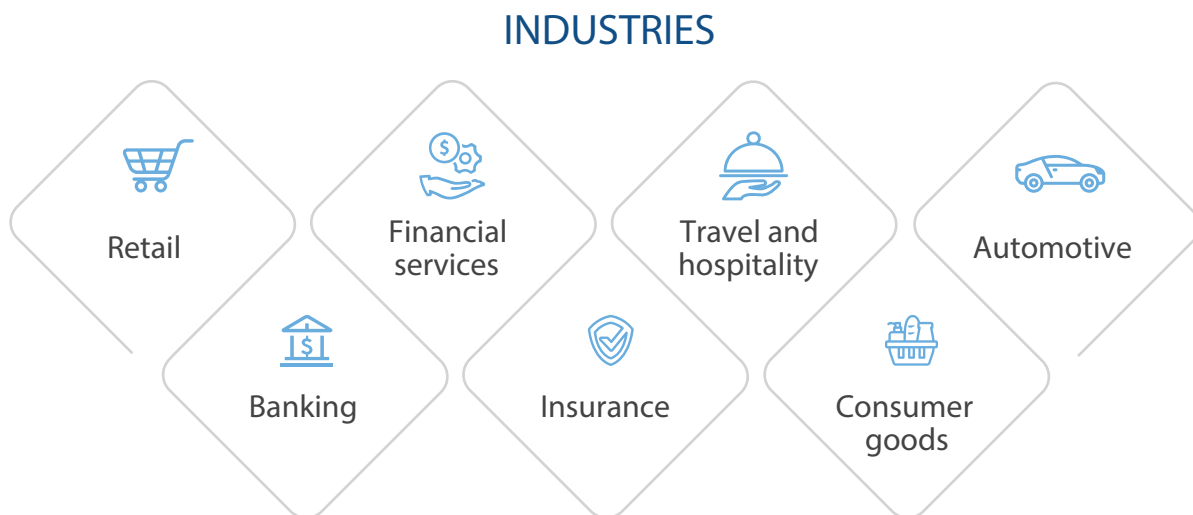 INDUSTRIES
Retail
Financial
services
Travel and
hospitality
Automotive
Banking
Insurance
Consumer
goods